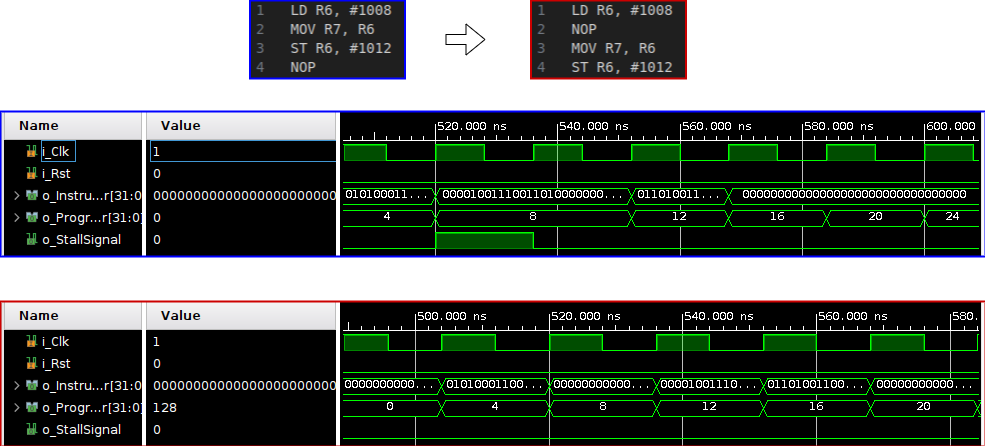 1 LD R6, #1008
2 MOV R7, R6
3 ST R6, #1012
4 NOP
1 LD R6, #1008
2 NOP
3 MOV R7, R6
4 ST R6, #1012
Name Value 520.000 ns 540.000 ns 560.000 ns 580.000 ns 600.000
i_Clk 1
i_Rst 0
o_Instru...r[31:0 00000000000000000000000000 010100011... 0000100111001101000000... 011010011... 00000000000000000000000000000000
o_Progr...r[31:0] 0 4 8 12 16 20 24
o_StallSignal 0
Name Value 500.000 ns 520.000 ns 540.000 ns 560.000 ns 580.
i_Clk 1
i_Rst 0
o_Instru...r[31:0 00000000000000000000000000 0000000000... 01010001100... 00000000000... 00001001110... 01101001100... 00000000000...
o_Progr...r[31:0] 128 0 4 8 12 16 20
o_StallSignal 0